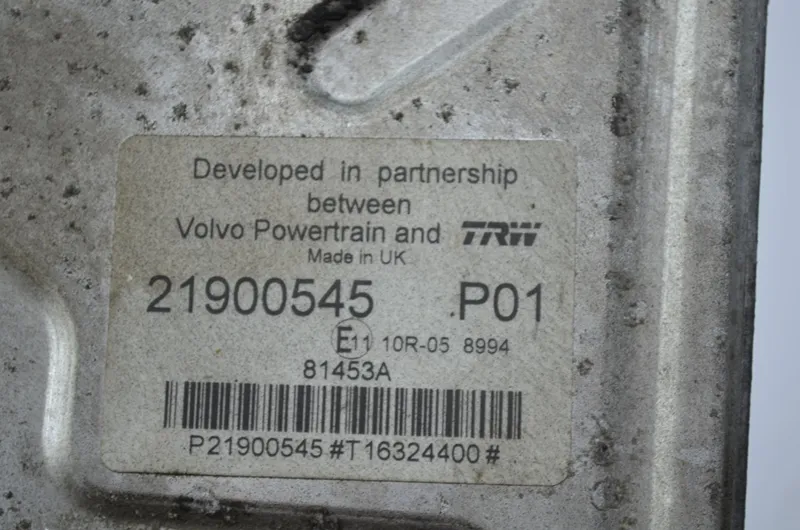 Developed in partnership
between
Volvo Powertrain and TRW
Made in UK
21900545 P01
E11 10R-05 8994
81453A
P21900545#T16324400#